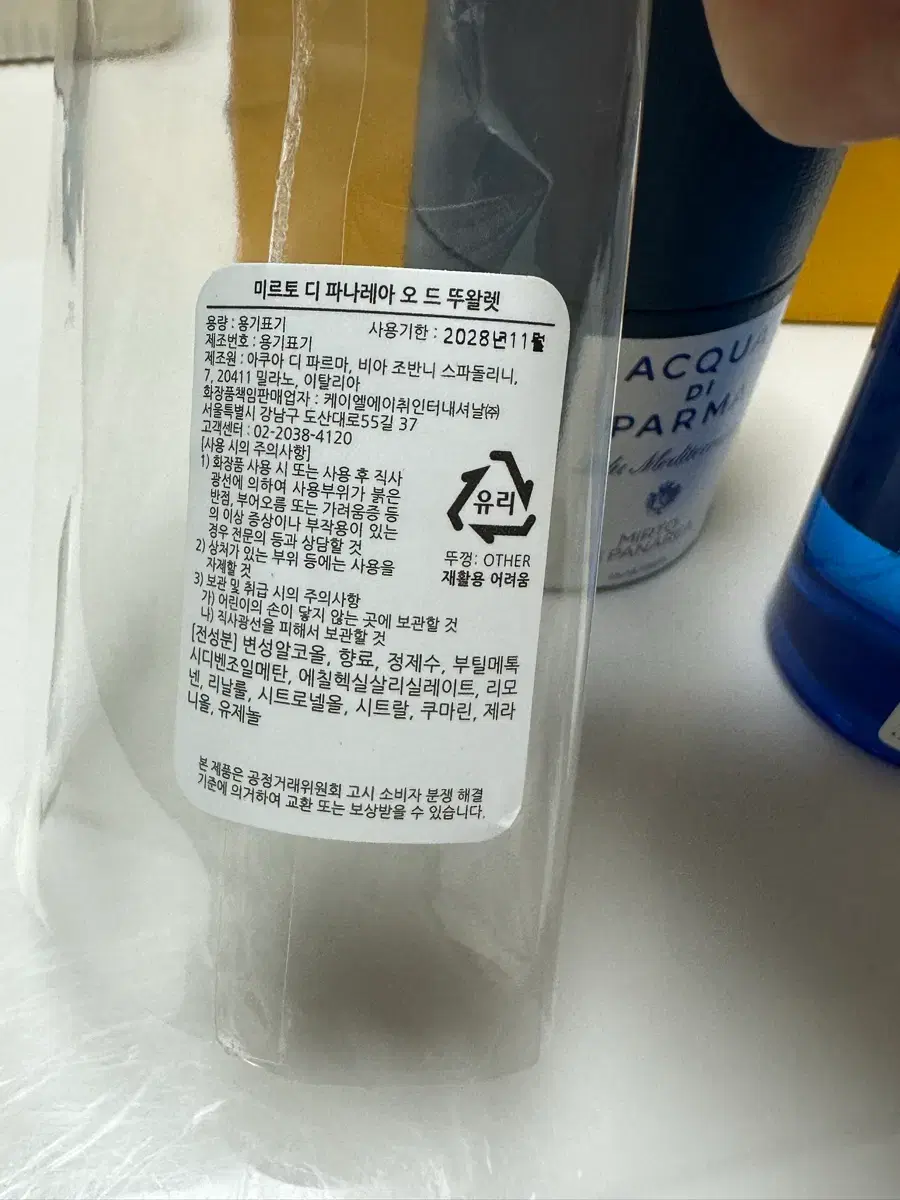 미르토 디 파나레아 오 드 뚜왈렛
용량 : 용기표기
사용기한 : 2028년11월
제조번호 : 용기표기
제조원 : 아쿠아 디 파르마, 비아 조반니 스파돌리니,
7, 20411 밀라노, 이탈리아
화장품책임판매업자 : 케이엘에이취인터내셔날㈜
서울특별시 강남구 도산대로55길 37
고객센터 : 02-2038-4120
[사용 시의 주의사항]
1) 화장품 사용 시 또는 사용 후 직사
광선에 의하여 사용부위가 붉은
반점, 부어오름 또는 가려움증 등
의 이상 증상이나 부작용이 있는
경우 전문의 등과 상담할 것
2) 상처가 있는 부위 등에는 사용을
자제할 것
3) 보관 및 취급 시의 주의사항
가) 어린이의 손이 닿지 않는 곳에 보관할 것
나) 직사광선을 피해서 보관할 것
[전성분] 변성알코올, 향료, 정제수, 부틸메톡
시디벤조일메탄, 에칠헥실살리실레이트, 리모
넨, 리날룰, 시트로넬올, 시트랄, 쿠마린, 제라
니올, 유제놀
본 제품은 공정거래위원회 고시 소비자 분쟁 해결
기준에 의거하여 교환 또는 보상받을 수 있습니다.
유리
뚜껑: OTHER
재활용 어려움
ACQUA
DI
PARMA
MIRTO
PANAREA